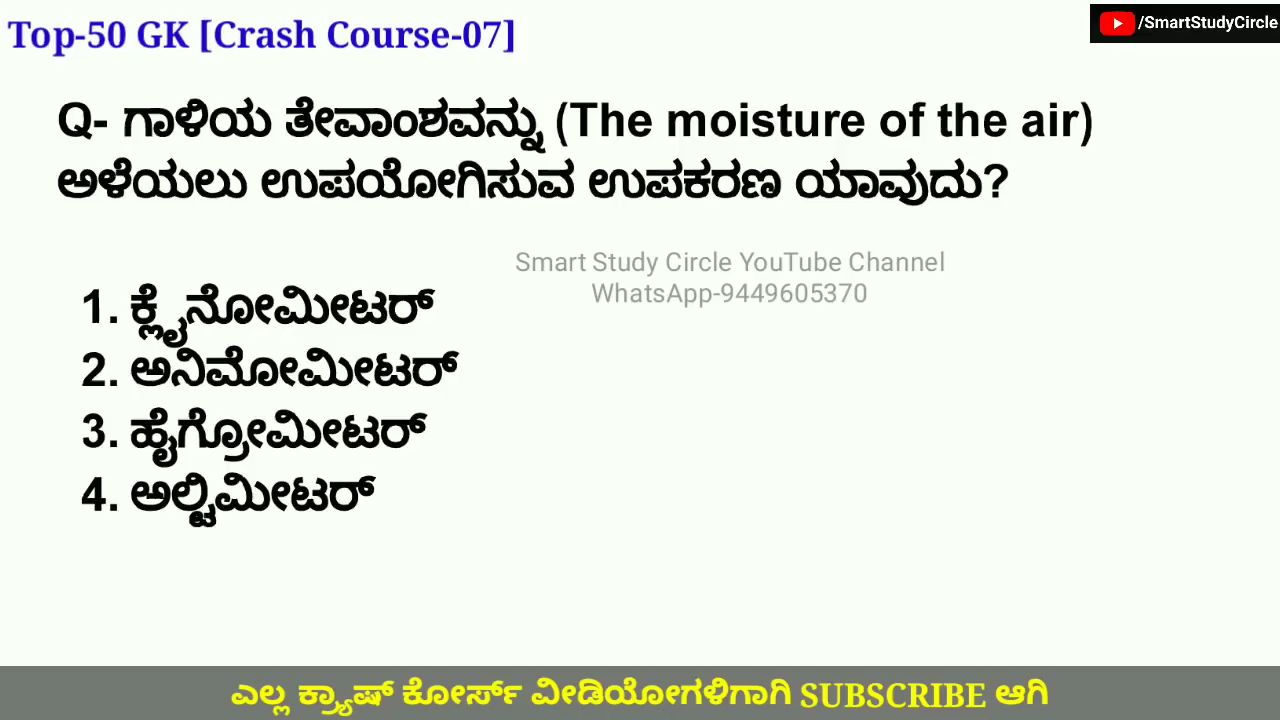 Top-50 GK [Crash Course-07]
/SmartStudyCircle
Q- ಗಾಳಿಯ ತೇವಾಂಶವನ್ನು (The moisture of the air)
ಅಳೆಯಲು ಉಪಯೋಗಿಸುವ ಉಪಕರಣ ಯಾವುದು?
Smart Study Circle YouTube Channel
WhatsApp-9449605370
1. ಕ್ಲೈನೋಮೀಟರ್
2. ಅನಿಮೋಮೀಟರ್
3. ಹೈಗ್ರೋಮೀಟರ್
4. ಅಲ್ಟಿಮೀಟರ್
ಎಲ್ಲ ಕ್ರ್ಯಾಷ್ ಕೋರ್ಸ್ ವೀಡಿಯೋಗಳಿಗಾಗಿ SUBSCRIBE ಆಗಿ